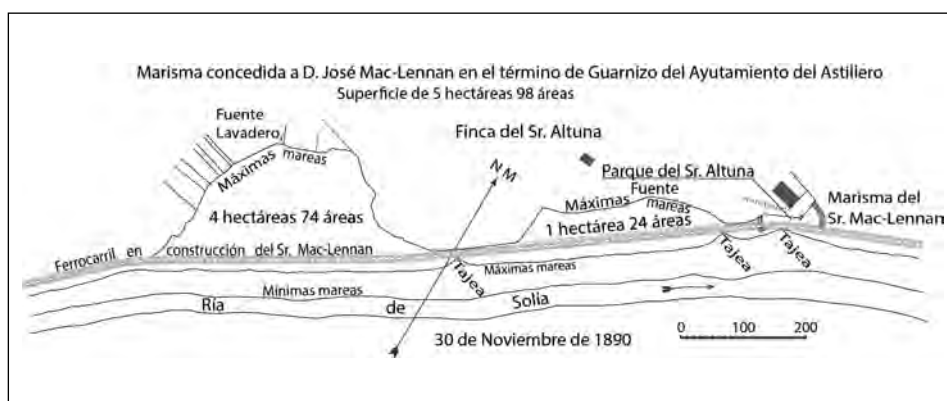 Marisma concedida a D. José Mac-Lennan en el término de Guarnizo del Ayutamiento del Astillero
Superficie de 5 hectáreas 98 áreas
Fuente
Lavadero
Máximas mareas
Finca del Sr. Altuna
N M
Parque del Sr. Altuna
Fuente
Máximas mareas
Marisma del
Sr. Mac-Lennan
4 hectáreas 74 áreas
1 hectárea 24 áreas
Ferrocarril en construcción del Sr. Mac-Lennan
Tajea
Tajea
Tajea
Máximas mareas
Mínimas mareas
Ría de Solía
30 de Noviembre de 1890
0 100 200